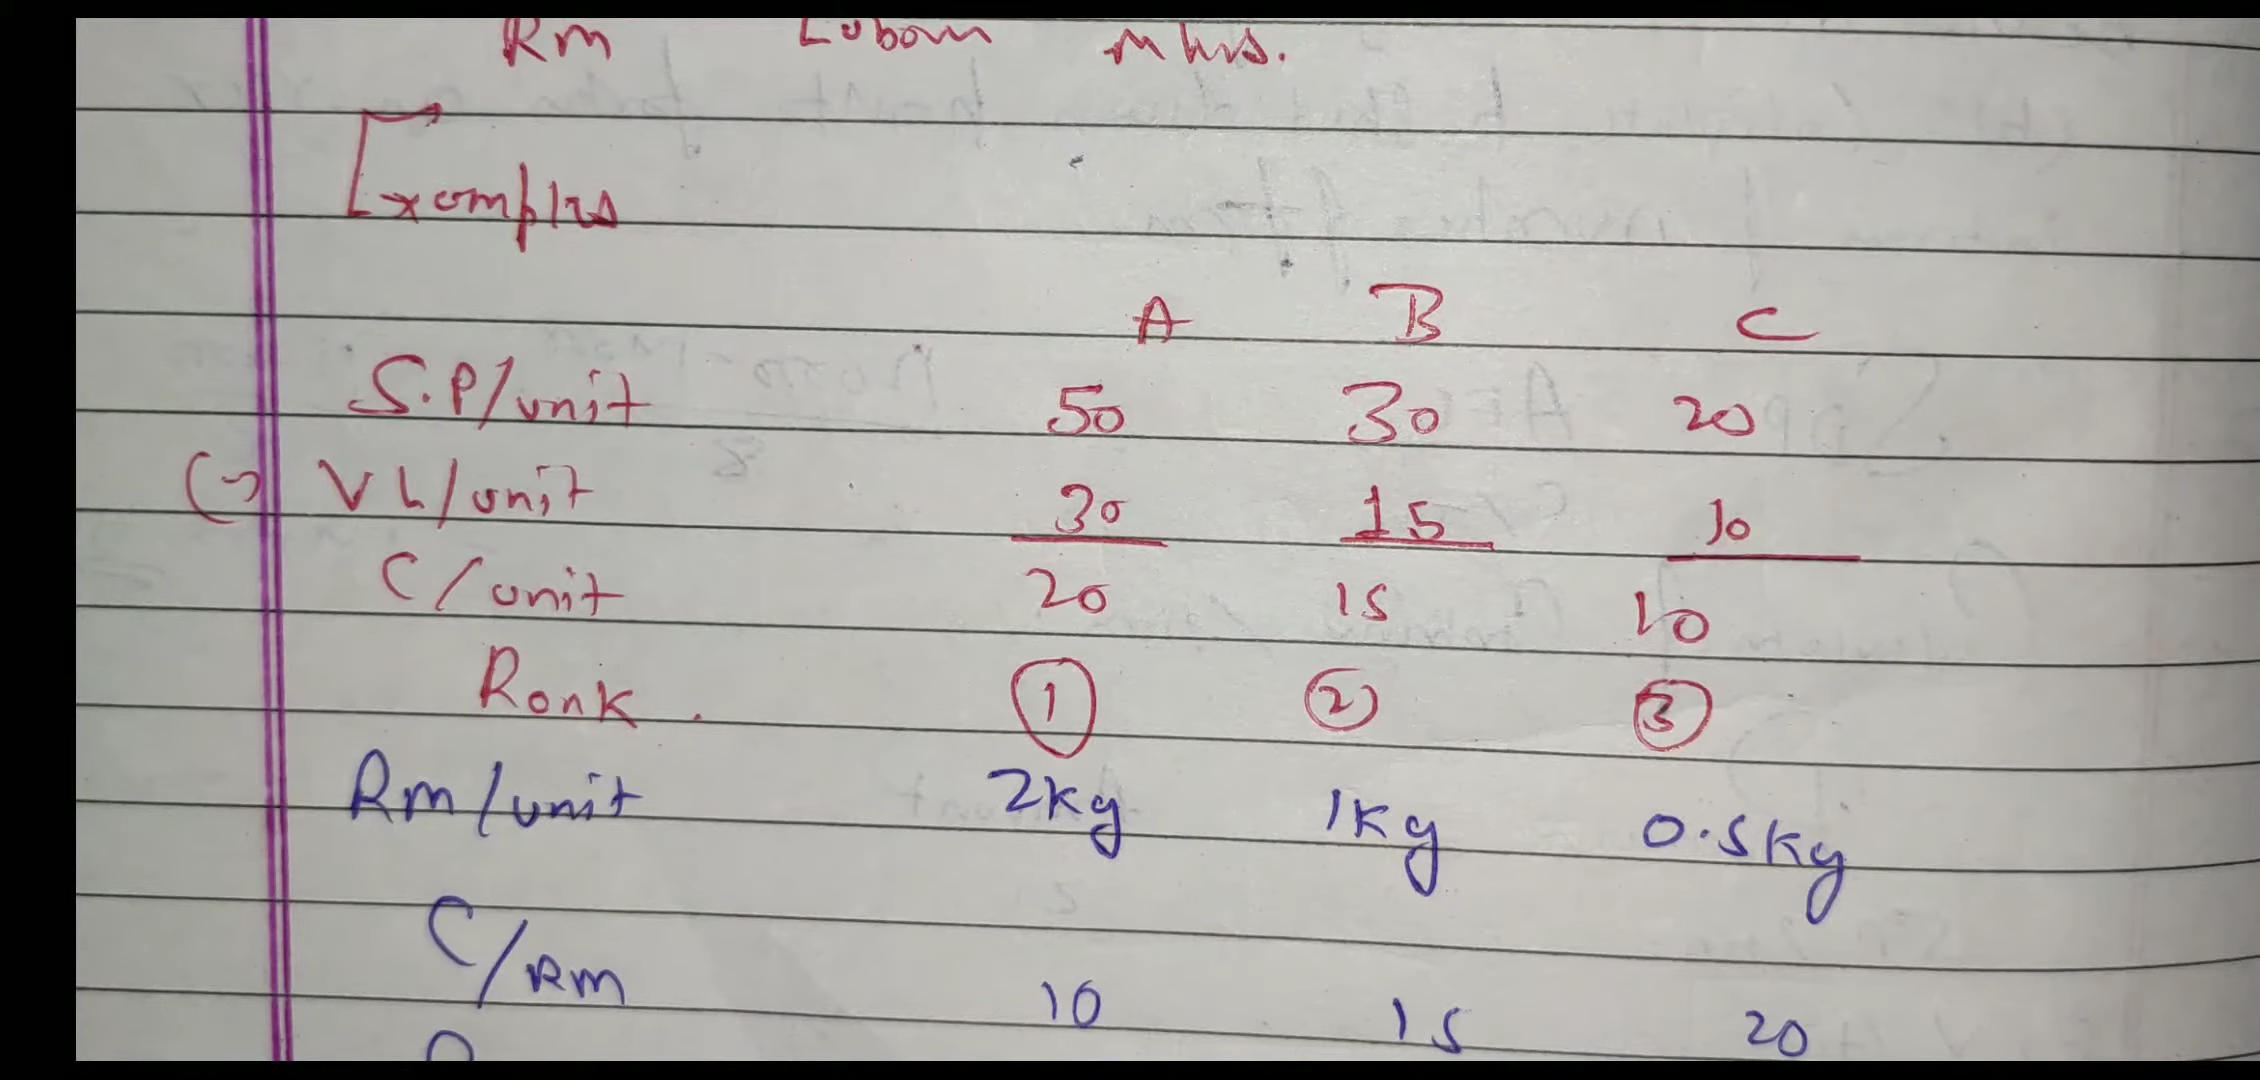 Rm Labour mhrs.
Examples
A B C
S.P/unit 50 30 20
(-) VC/unit 30 15 10
C/unit 20 15 10
Rank. 1 2 3
Rm/unit 2kg 1kg 0.5kg
C/RM 10 15 20